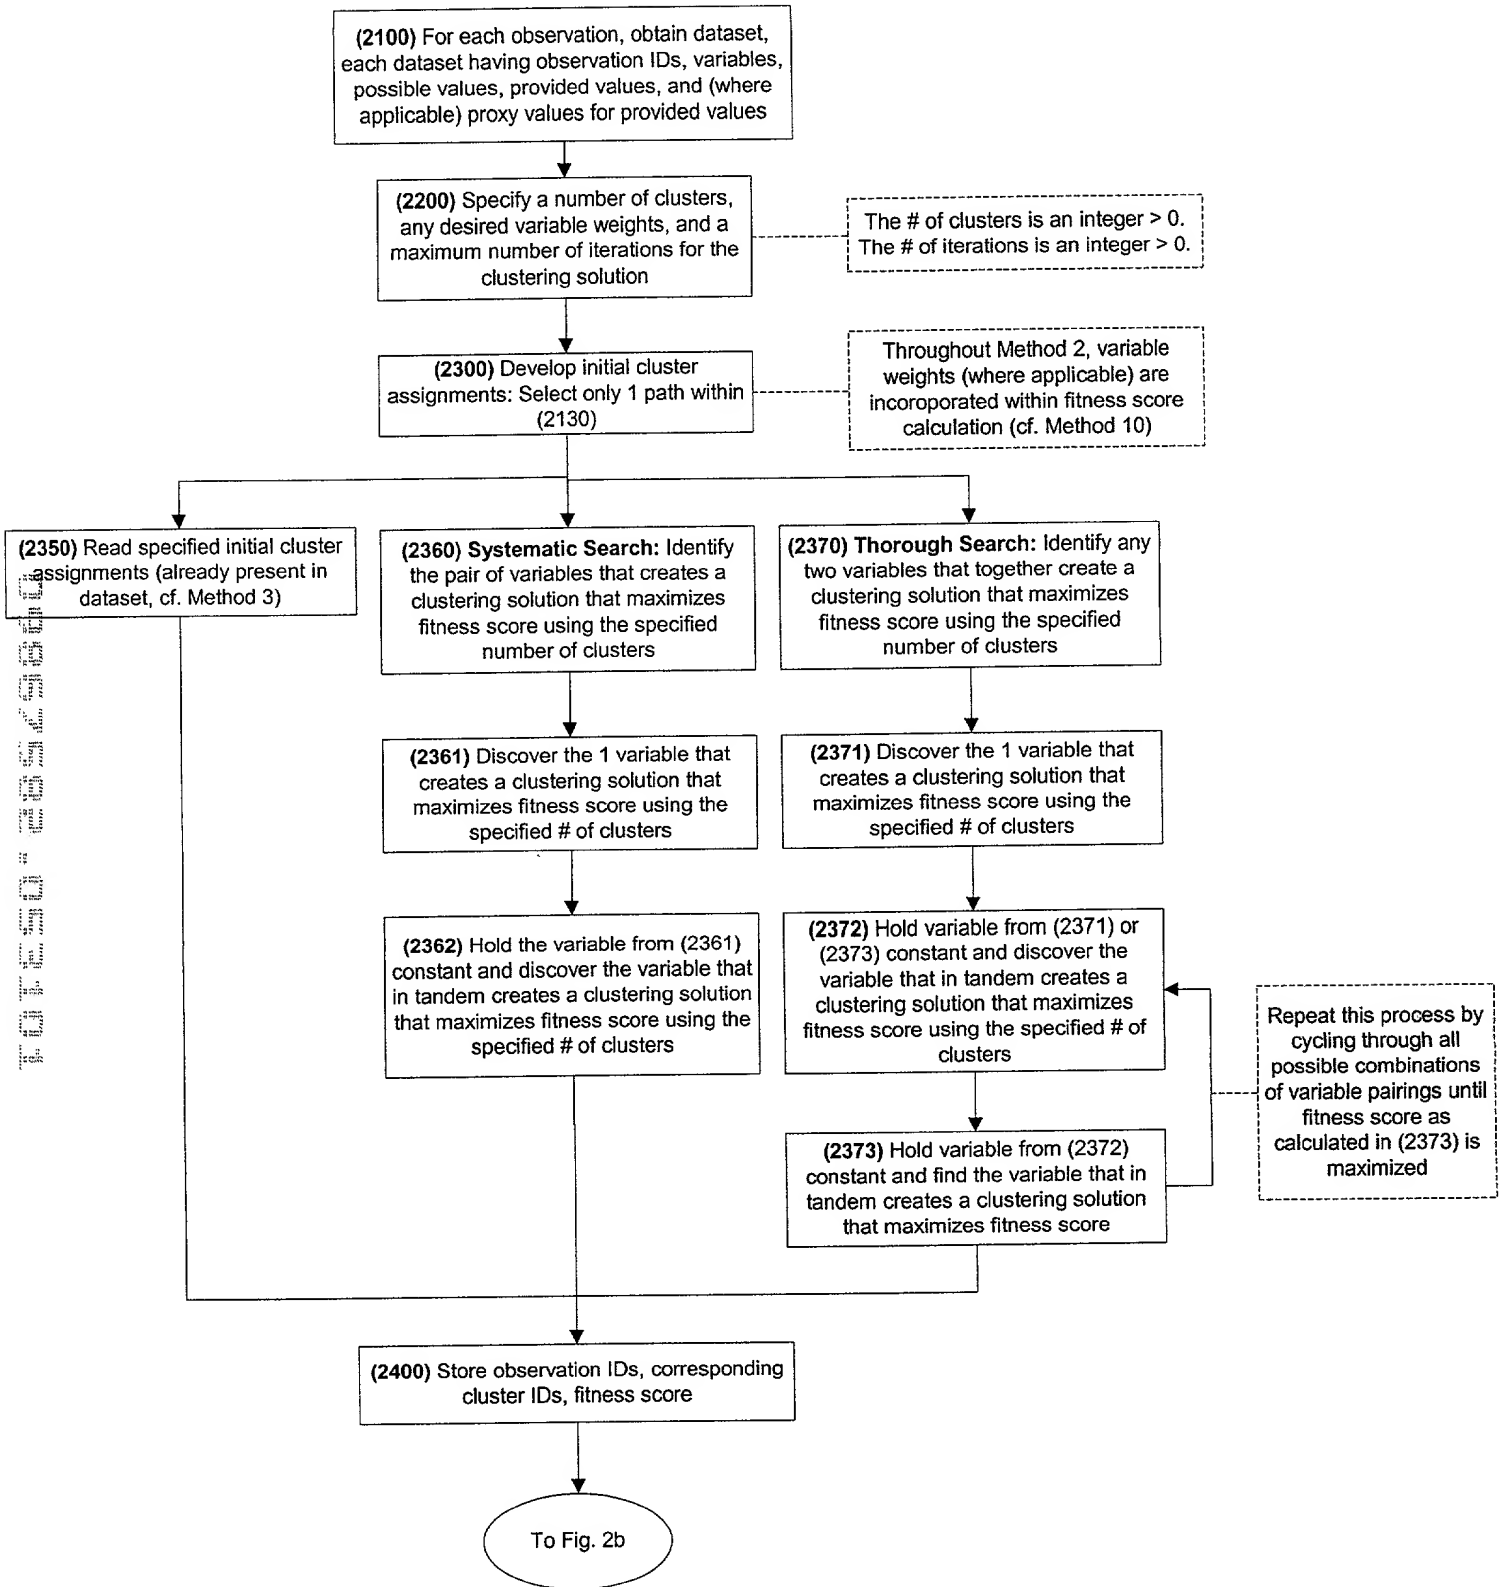 (2100) For each observation, obtain dataset,
each dataset having observation IDs, variables,
possible values, provided values, and (where
applicable) proxy values for provided values
(2200) Specify a number of clusters,
any desired variable weights, and a
maximum number of iterations for the
clustering solution
The # of clusters is an integer > 0.
The # of iterations is an integer > 0.
(2300) Develop initial cluster
assignments: Select only 1 path within
(2130)
Throughout Method 2, variable
weights (where applicable) are
incoroporated within fitness score
calculation (cf. Method 10)
(2350) Read specified initial cluster
assignments (already present in
dataset, cf. Method 3)
(2360) Systematic Search: Identify
the pair of variables that creates a
clustering solution that maximizes
fitness score using the specified
number of clusters
(2370) Thorough Search: Identify any
two variables that together create a
clustering solution that maximizes
fitness score using the specified
number of clusters
(2361) Discover the 1 variable that
creates a clustering solution that
maximizes fitness score using the
specified # of clusters
(2371) Discover the 1 variable that
creates a clustering solution that
maximizes fitness score using the
specified # of clusters
(2362) Hold the variable from (2361)
constant and discover the variable that
in tandem creates a clustering solution
that maximizes fitness score using the
specified # of clusters
(2372) Hold variable from (2371) or
(2373) constant and discover the
variable that in tandem creates a
clustering solution that maximizes
fitness score using the specified # of
clusters
Repeat this process by
cycling through all
possible combinations
of variable pairings until
fitness score as
calculated in (2373) is
maximized
(2373) Hold variable from (2372)
constant and find the variable that in
tandem creates a clustering solution
that maximizes fitness score
(2400) Store observation IDs, corresponding
cluster IDs, fitness score
To Fig. 2b